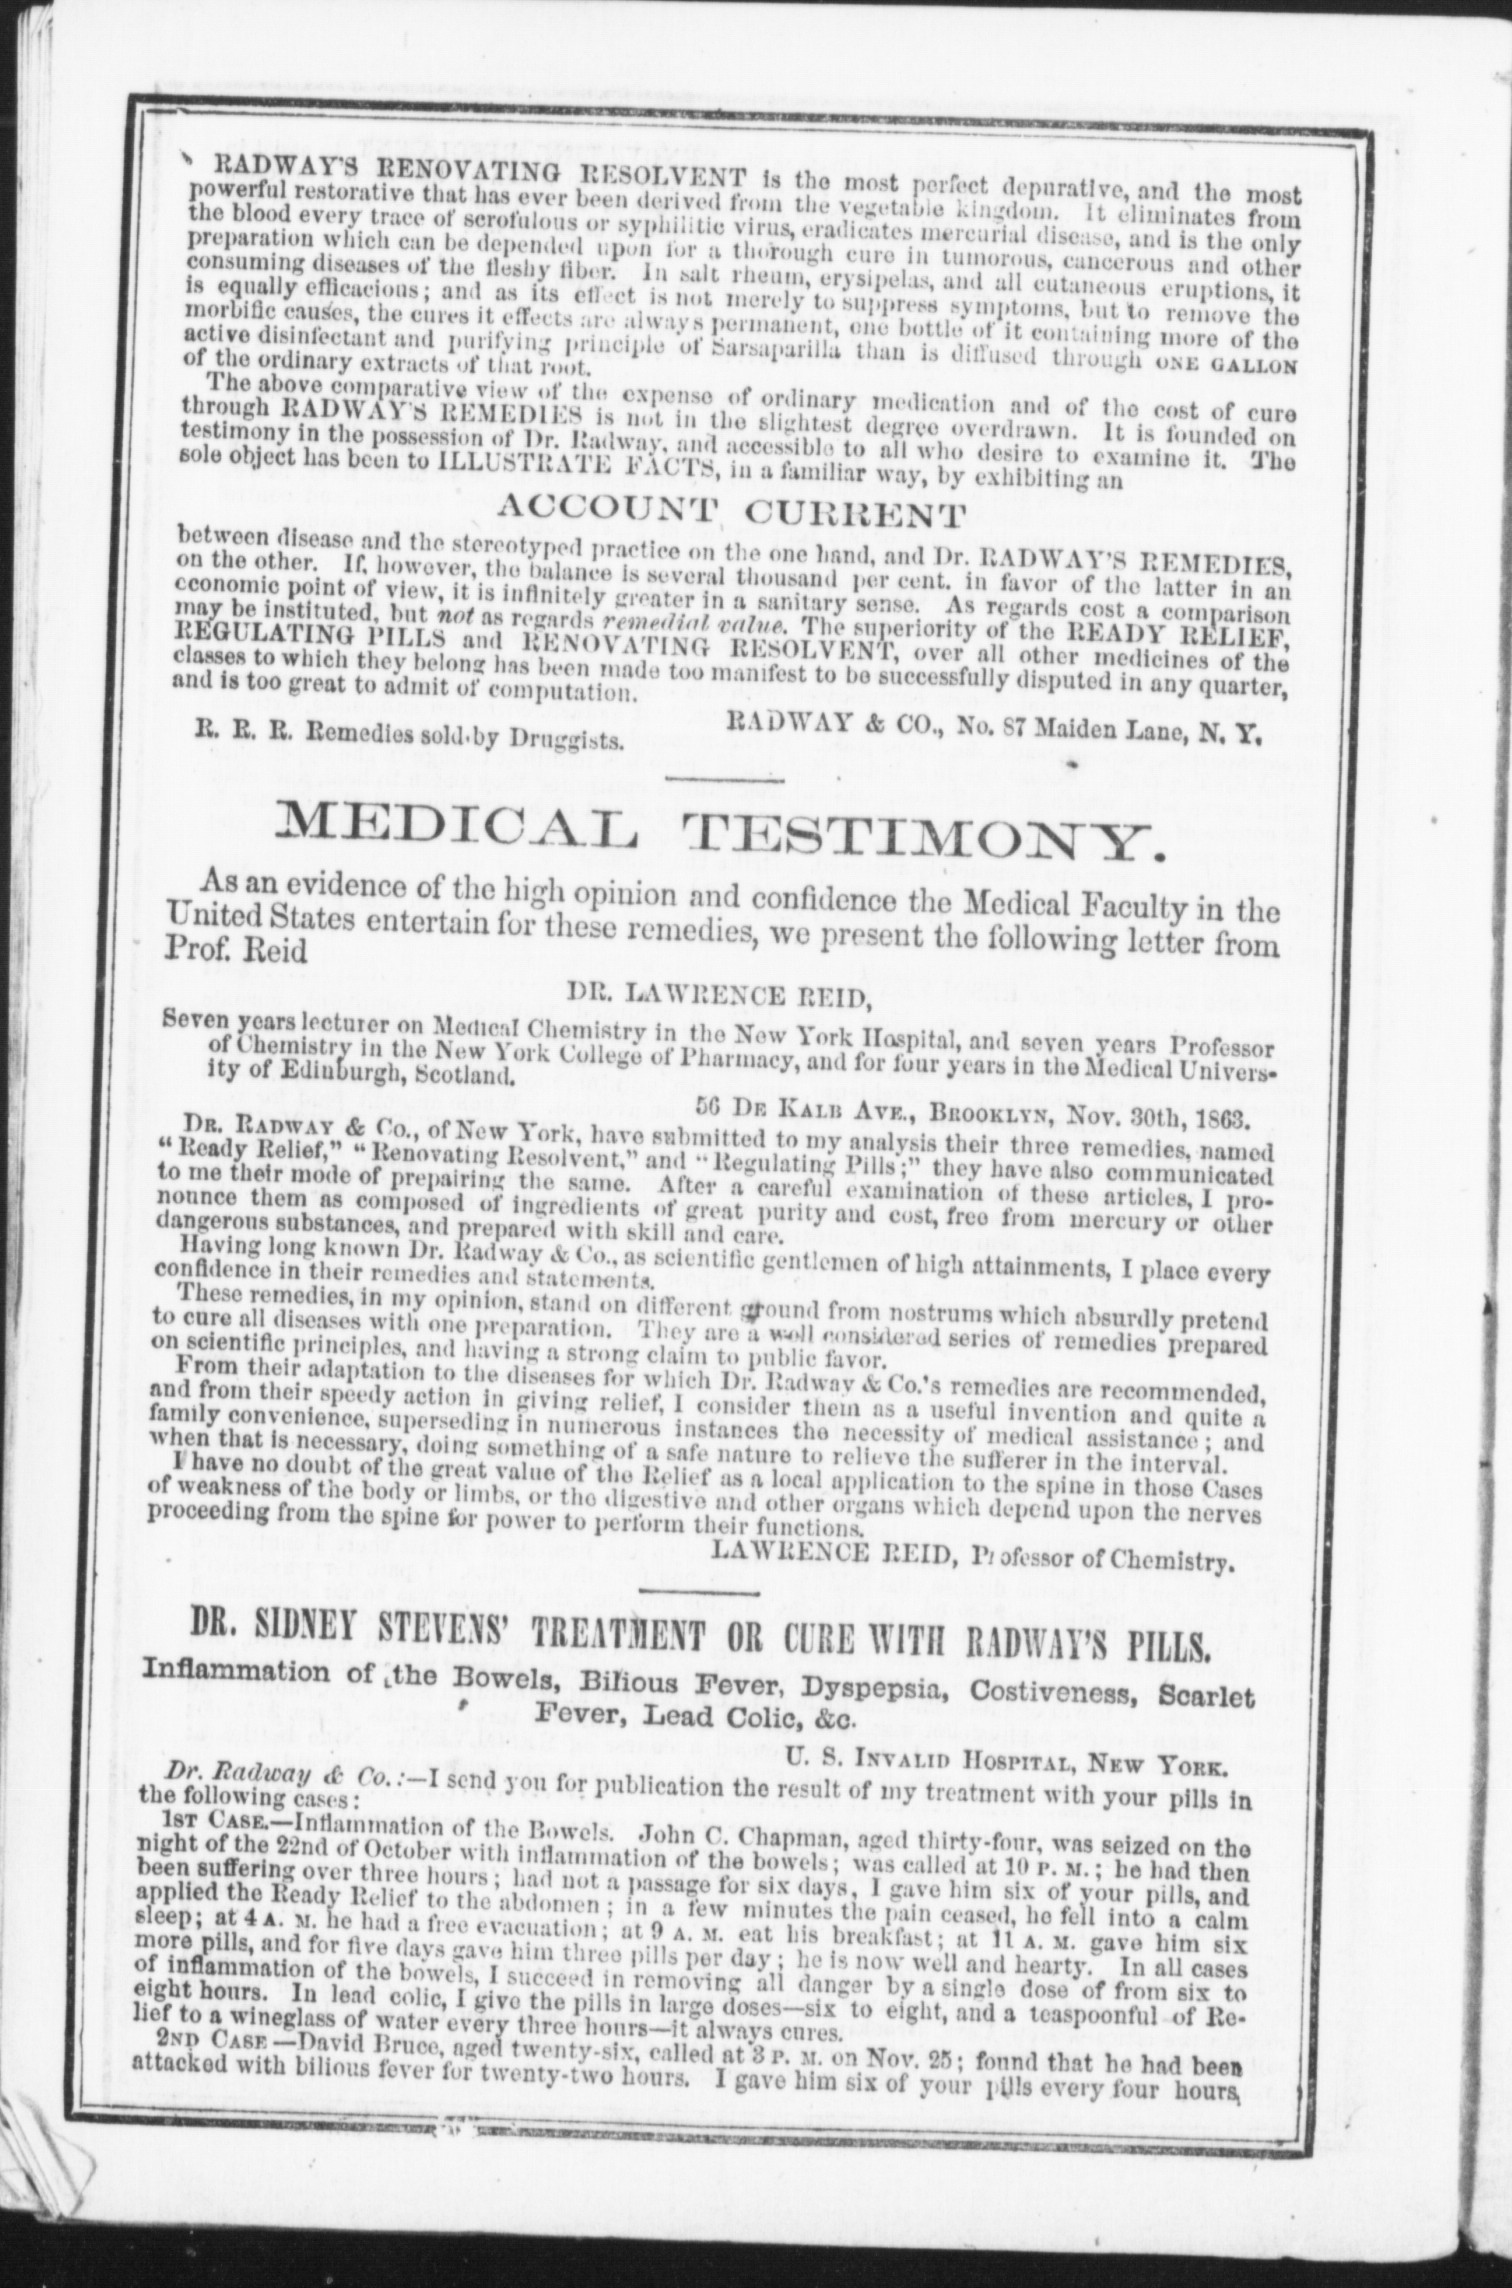 RADWAY'S RENOVATING RESOLVENT is the most perfect depurative, and the most
powerful restorative that has ever been derived from the vegetable kingdom. It eliminates from
the blood every trace of scrofulous or syphilitic virus, eradicates mercurial disease, and is the only
preparation which can be depended upon for a thorough cure in tumorous, cancerous and other
consuming diseases of the fleshy fiber. In salt rheum, erysipelas, and all cutaneous eruptions, it
is equally efficacious; and as its effect is not merely to suppress symptoms, but to remove the
morbific causes, the cures it effects are always permanent, one bottle of it containing more of the
active disinfectant and purifying principle of Sarsaparilla than is diffused through ONE GALLON
of the ordinary extracts of that root.
The above comparative view of the expense of ordinary medication and of the cost of cure
through RADWAY'S REMEDIES is not in the slightest degree overdrawn. It is founded on
testimony in the possession of Dr. Radway, and accessible to all who desire to examine it. The
sole object has been to ILLUSTRATE FACTS, in a familiar way, by exhibiting an
ACCOUNT CURRENT
between disease and the stereotyped practice on the one hand, and Dr. RADWAY'S REMEDIES,
on the other. If, however, the balance is several thousand per cent. in favor of the latter in an
economic point of view, it is infinitely greater in a sanitary sense. As regards cost a comparison
may be instituted, but not as regards remedial value. The superiority of the READY RELIEF,
REGULATING PILLS and RENOVATING RESOLVENT, over all other medicines of the
classes to which they belong has been made too manifest to be successfully disputed in any quarter,
and is too great to admit of computation.
RADWAY & CO., No. 87 Maiden Lane, N. Y.
R. R. R. Remedies sold by Druggists.
MEDICAL TESTIMONY.
As an evidence of the high opinion and confidence the Medical Faculty in the
United States entertain for these remedies, we present the following letter from
Prof. Reid
DR. LAWRENCE REID,
Seven years lecturer on Medical Chemistry in the New York Hospital, and seven years Professor
of Chemistry in the New York College of Pharmacy, and for four years in the Medical Univers-
ity of Edinburgh, Scotland.
56 DE KALB AVE., BROOKLYN, Nov. 30th, 1863.
DR. RADWAY & Co., of New York, have submitted to my analysis their three remedies, named
"Ready Relief," "Renovating Resolvent," and "Regulating Pills;" they have also communicated
to me their mode of prepairing the same. After a careful examination of these articles, I pro-
nounce them as composed of ingredients of great purity and cost, free from mercury or other
dangerous substances, and prepared with skill and care.
Having long known Dr. Radway & Co., as scientific gentlemen of high attainments, I place every
confidence in their remedies and statements.
These remedies, in my opinion, stand on different ground from nostrums which absurdly pretend
to cure all diseases with one preparation. They are a well considered series of remedies prepared
on scientific principles, and having a strong claim to public favor.
From their adaptation to the diseases for which Dr. Radway & Co.'s remedies are recommended,
and from their speedy action in giving relief, I consider them as a useful invention and quite a
family convenience, superseding in numerous instances the necessity of medical assistance; and
when that is necessary, doing something of a safe nature to relieve the sufferer in the interval.
I have no doubt of the great value of the Relief as a local application to the spine in those Cases
of weakness of the body or limbs, or the digestive and other organs which depend upon the nerves
proceeding from the spine for power to perform their functions.
LAWRENCE REID, Professor of Chemistry.
DR. SIDNEY STEVENS' TREATMENT OR CURE WITH RADWAY'S PILLS.
Inflammation of the Bowels, Bilious Fever, Dyspepsia, Costiveness, Scarlet
Fever, Lead Colic, &c.
U. S. INVALID HOSPITAL, NEW YORK.
Dr. Radway & Co.:—I send you for publication the result of my treatment with your pills in
the following cases:
1ST CASE.—Inflammation of the Bowels. John C. Chapman, aged thirty-four, was seized on the
night of the 22nd of October with inflammation of the bowels; was called at 10 P. M.; he had then
been suffering over three hours; had not a passage for six days, I gave him six of your pills, and
applied the Ready Relief to the abdomen; in a few minutes the pain ceased, he fell into a calm
sleep; at 4 A. M. he had a free evacuation; at 9 A. M. eat his breakfast; at 11 A. M. gave him six
more pills, and for five days gave him three pills per day; he is now well and hearty. In all cases
of inflammation of the bowels, I succeed in removing all danger by a single dose of from six to
eight hours. In lead colic, I give the pills in large doses—six to eight, and a teaspoonful of Re-
lief to a wineglass of water every three hours—it always cures.
2ND CASE—David Bruce, aged twenty-six, called at 3 P. M. on Nov. 25; found that he had been
attacked with bilious fever for twenty-two hours. I gave him six of your pills every four hours,